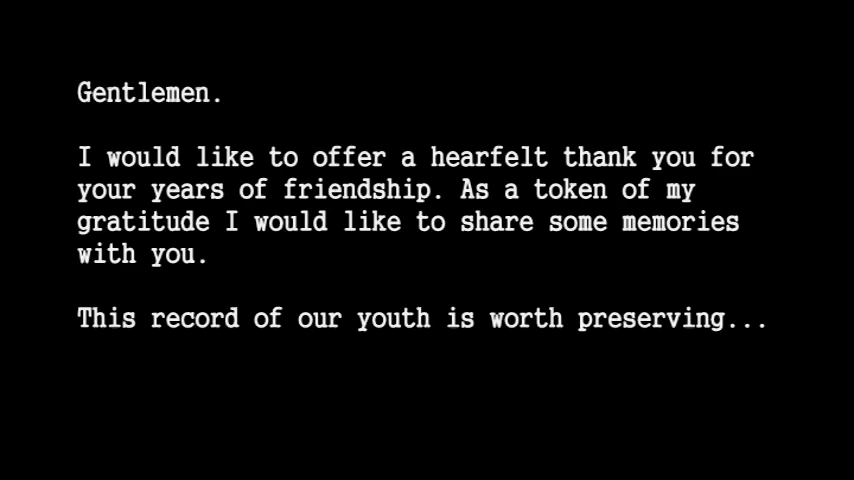 Gentlemen.
I would like to offer a hearfelt thank you for
your years of friendship. As a token of my
gratitude I would like to share some memories
with you.
This record of our youth is worth preserving...